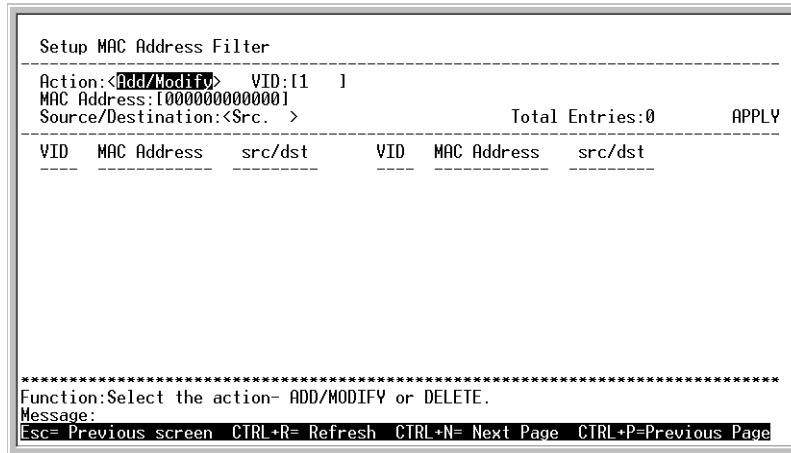 Setup MAC Address Filter
Action:<Add/Modify> VID:[1 ]
MAC Address:[000000000000]
Source/Destination:<Src. > Total Entries:0 APPLY
VID MAC Address src/dst VID MAC Address src/dst
Function:Select the action- ADD/MODIFY or DELETE.
Message:
Esc= Previous screen CTRL+R= Refresh CTRL+N= Next Page CTRL+P=Previous Page